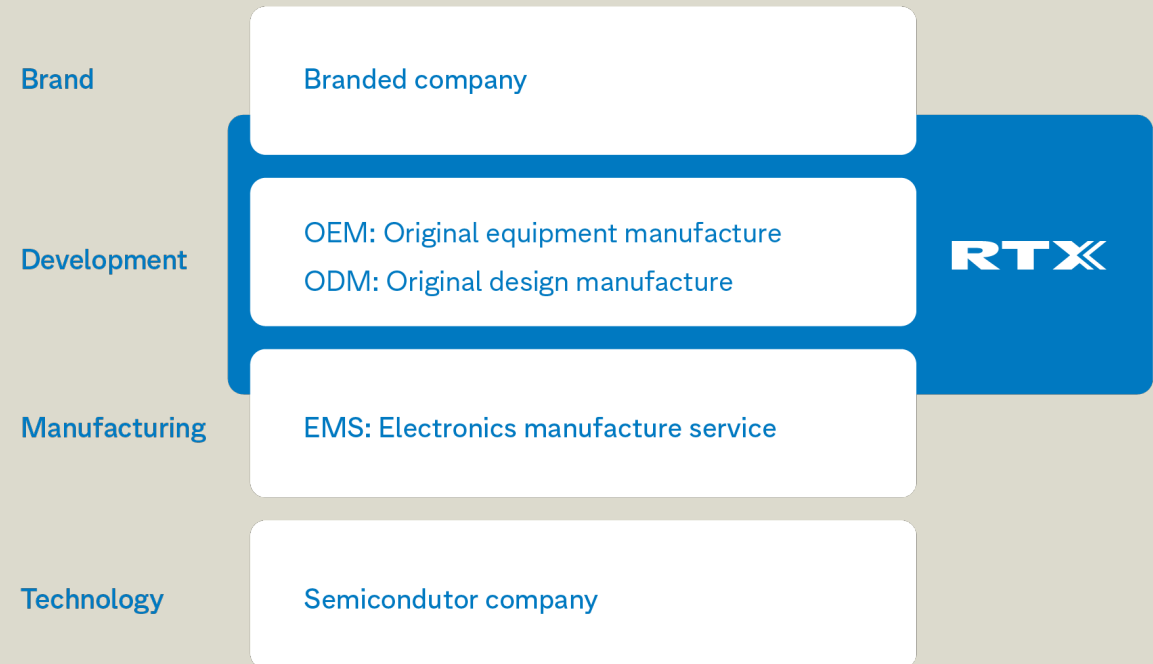 Brand
Branded company
Development
OEM: Original equipment manufacture
ODM: Original design manufacture
RTX
Manufacturing
EMS: Electronics manufacture service
Technology
Semicondutor company